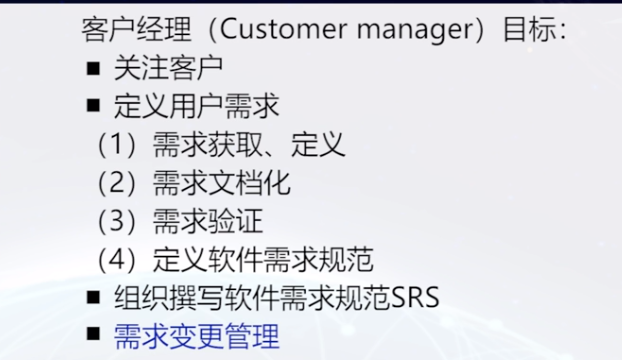 客户经理（Customer manager）目标：
■ 关注客户
■ 定义用户需求
（1）需求获取、定义
（2）需求文档化
（3）需求验证
（4）定义软件需求规范
■ 组织撰写软件需求规范SRS
■ 需求变更管理